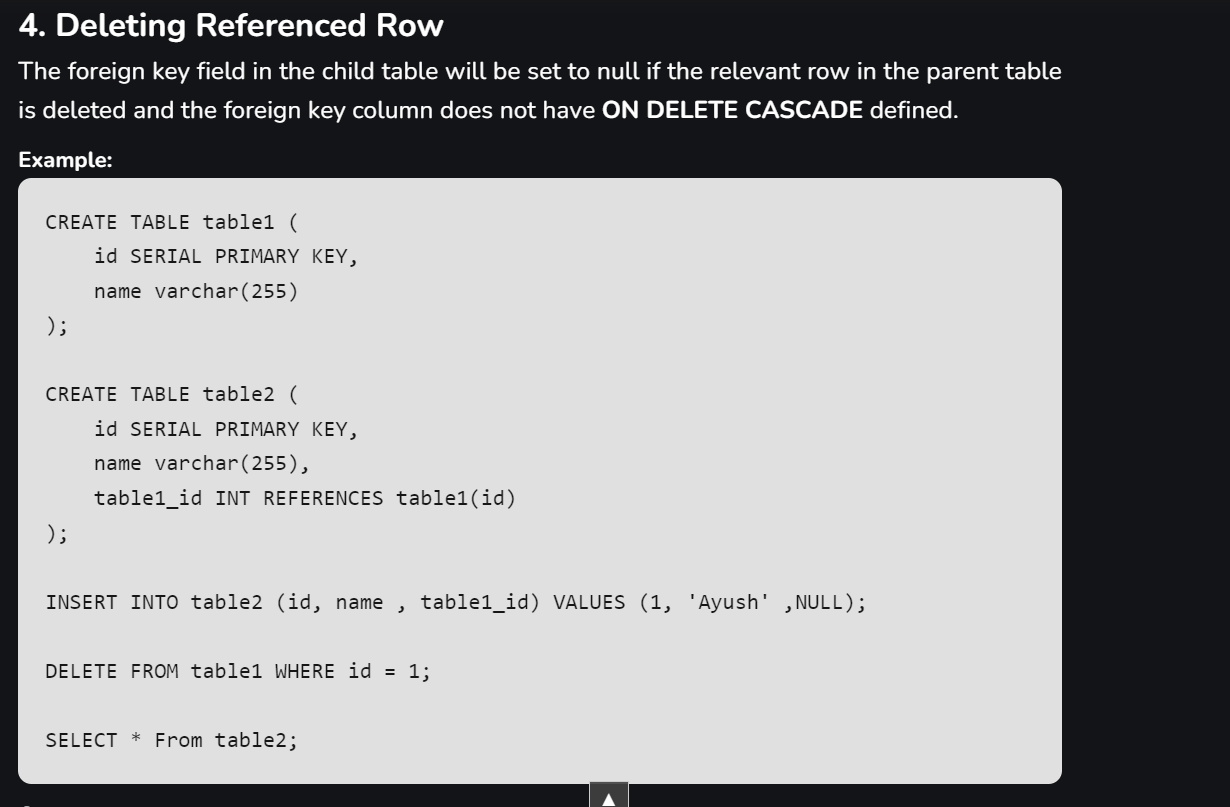 4. Deleting Referenced Row
The foreign key field in the child table will be set to null if the relevant row in the parent table
is deleted and the foreign key column does not have ON DELETE CASCADE defined.
Example:
CREATE TABLE table1 (
    id SERIAL PRIMARY KEY,
    name varchar(255)
);
CREATE TABLE table2 (
    id SERIAL PRIMARY KEY,
    name varchar(255),
    table1_id INT REFERENCES table1(id)
);
INSERT INTO table2 (id, name , table1_id) VALUES (1, 'Ayush' ,NULL);
DELETE FROM table1 WHERE id = 1;
SELECT * From table2;